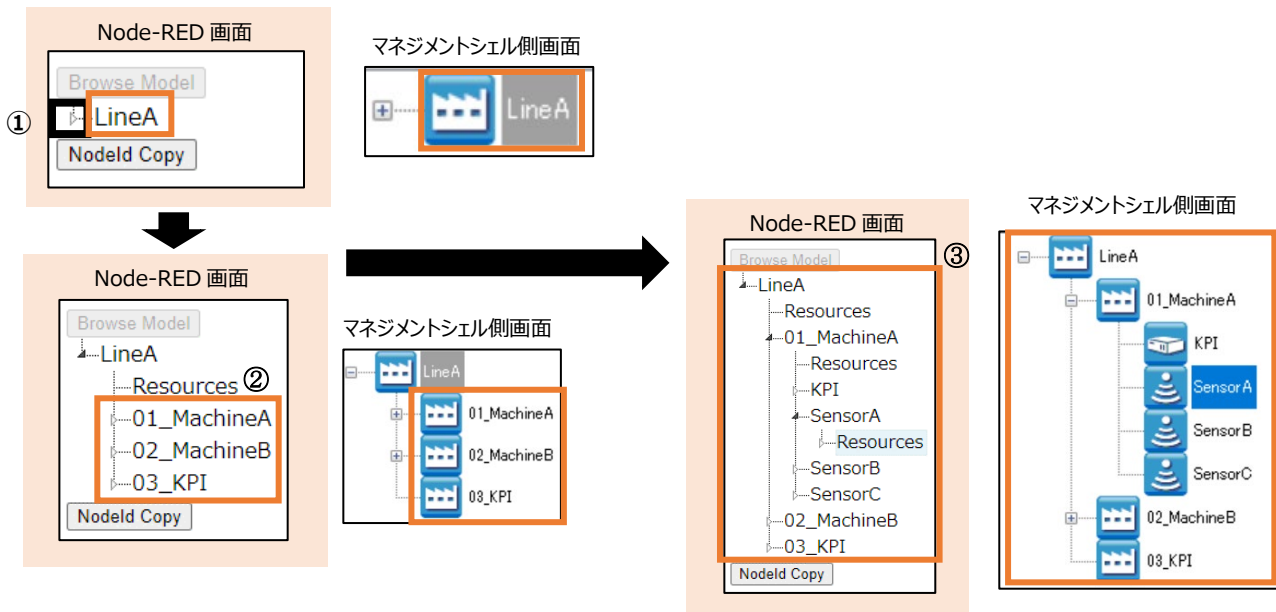 Node-RED 画面
Browse Model
①
LineA
NodeId Copy
マネジメントシェル側画面
LineA
Node-RED 画面
Browse Model
LineA
Resources ②
01_MachineA
02_MachineB
03_KPI
NodeId Copy
マネジメントシェル側画面
LineA
01_MachineA
02_MachineB
03_KPI
Node-RED 画面
③
Browse Model
LineA
Resources
01_MachineA
Resources
KPI
SensorA
Resources
SensorB
SensorC
02_MachineB
03_KPI
NodeId Copy
マネジメントシェル側画面
LineA
01_MachineA
KPI
SensorA
SensorB
SensorC
02_MachineB
03_KPI